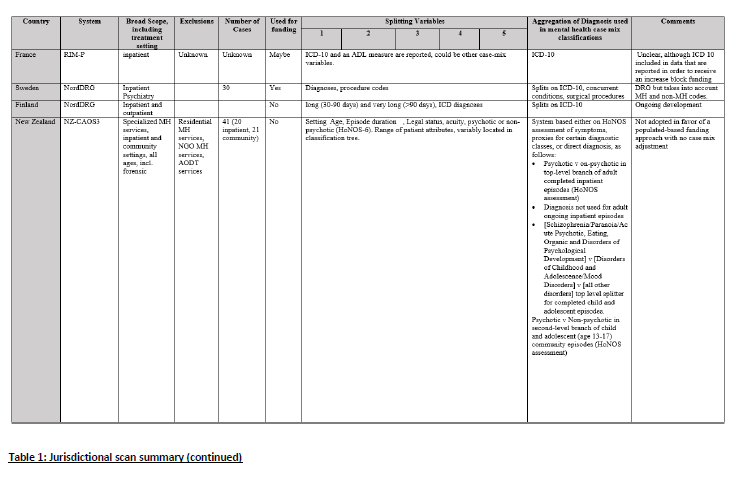 Country
System
Broad Scope,
including
treatment
setting
Exclusions
Number of
Cases
Used for
funding
Splitting Variables
1 2 3 4 5
Aggregation of Diagnosis used
in mental health case mix
classifications
Comments
France
RIM-P
inpatient
Unknown
Unknown
Maybe
ICD-10 and an ADL measure are reported, could be other case-mix
variables.
ICD-10
Unclear, although ICD 10
included in data that are
reported in order to receive
an increase block funding
Sweden
NordDRG
Inpatient
Psychiatry
30
Yes
Diagnoses, procedure codes
Splits on ICD-10, concurrent
conditions, surgical procedures
DRG but takes into account
MH and non-MH codes.
Finland
NordDRG
Inpatient and
outpatient
No
long (30-90 days) and very long (>90 days), ICD diagnoses
Splits on ICD-10
Ongoing development
New Zealand
NZ-CAOS3
Specialized MH
services,
inpatient and
community
settings, all
ages, incl.
forensic
Residential
MH
services,
NGO MH
services,
AODT
services
41 (20
inpatient, 21
community)
No
Setting Age, Episode duration , Legal status, acuity, psychotic or non-
psychotic (HoNOS-6). Range of patient attributes, variably located in
classification tree.
System based either on HoNOS
assessment of symptoms,
proxies for certain diagnostic
classes, or direct diagnosis, as
follows:
• Psychotic v on-psychotic in
top-level branch of adult
completed inpatient
episodes (HoNOS
assessment)
• Diagnosis not used for adult
ongoing inpatient episodes
• [Schizophrenia/Paranoia/Ac
ute Psychotic, Eating,
Organic and Disorders of
Psychological
Development] v [Disorders
of Childhood and
Adolescence/Mood
Disorders] v [all other
disorders] top level splitter
for completed child and
adolescent episodes.
Psychotic v Non-psychotic in
second-level branch of child
and adolescent (age 13-17)
community episodes (HoNOS
assessment)
Not adopted in favor of a
populated-based funding
approach with no case mix
adjustment
Table 1: Jurisdictional scan summary (continued)